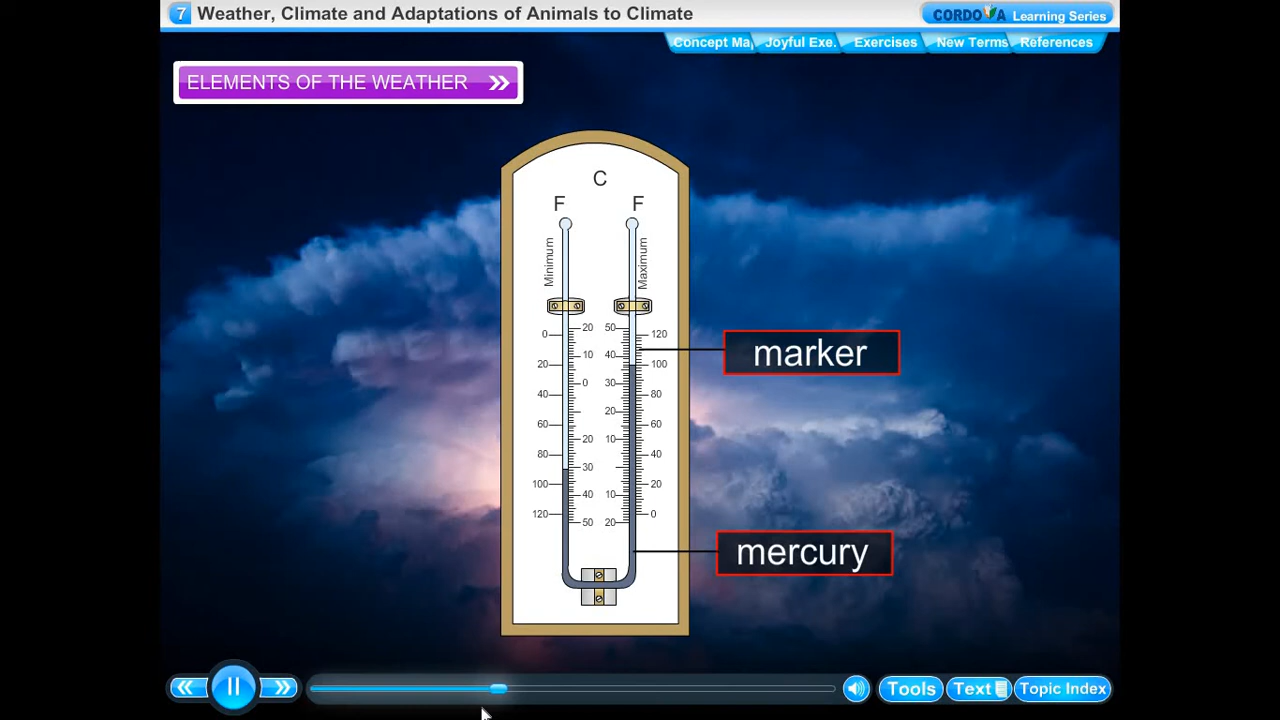 7 Weather, Climate and Adaptations of Animals to Climate
CORDOVA Learning Series
Concept Ma
Joyful Exe.
Exercises
New Terms
References
ELEMENTS OF THE WEATHER
C
F F
Minimum
Maximum
0 20 50 120
20 10 40 100
40 0 30 80
60 20 60
80 20 10 40
100 30 20
120 40 10 0
50 20
marker
mercury
Tools
Text
Topic Index